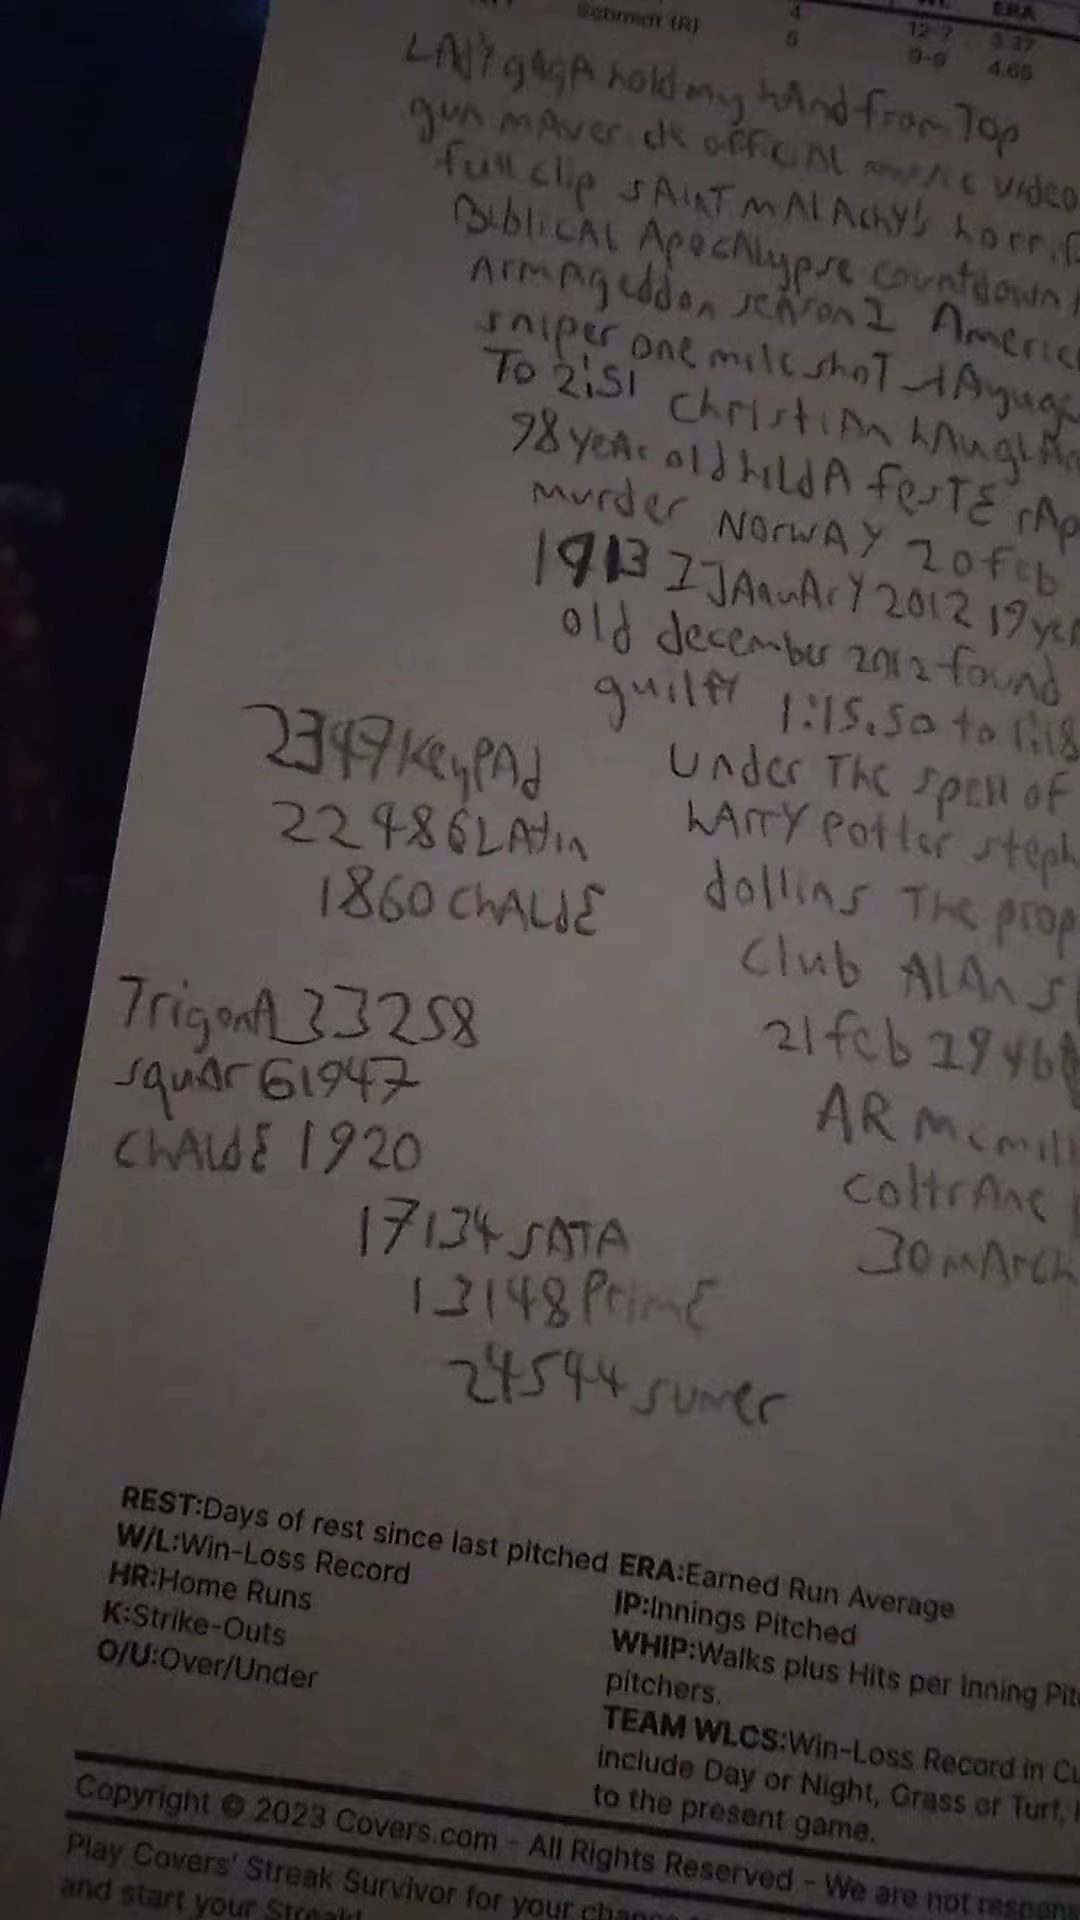 Schmidt (R)
4 12-7 3.37
5 9-9 4.65
ERA
LADY gAgA hold my hAnd from Top
gun mAverick officiAl music video
full clip sAint mAlAchy's
BiblicAL ApocAlypse countdown
ArmAgeddon seAson 2
sniper one mile shoT
To 2:51 ChristiAn
98 yeAr old hildA fesTE
murder NorwAY 20 feb
1913 2 JAnuArY 2012 19
old december 2012 found
guilty 1:15.50 to 1:18
under The spell of
hArrY Potter
dollins The
club AlAn
21 feb 1946
AR
coltrAne
30 mArch
2347 KeyPAd
22486 LAtin
1860 ChALdE
TrigonA 33258
squAr 61947
ChALdE 1920
17134 SATA
13148 PrimE
24544 sumer
REST:Days of rest since last pitched ERA:Earned Run Average
W/L:Win-Loss Record
IP:Innings Pitched
HR:Home Runs
WHIP:Walks plus Hits per Inning
K:Strike-Outs
pitchers.
O/U:Over/Under
TEAM WLCS:Win-Loss Record in
include Day or Night, Grass or Turf,
to the present game.
Copyright © 2023 Covers.com - All Rights Reserved - We are not
Play Covers' Streak Survivor for your
and start your Streak!